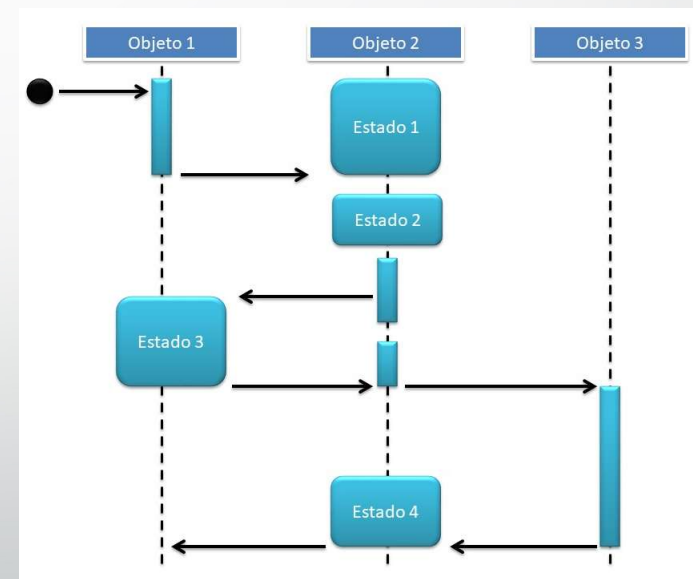 Objeto 1
Objeto 2
Objeto 3
Estado 1
Estado 2
Estado 3
Estado 4